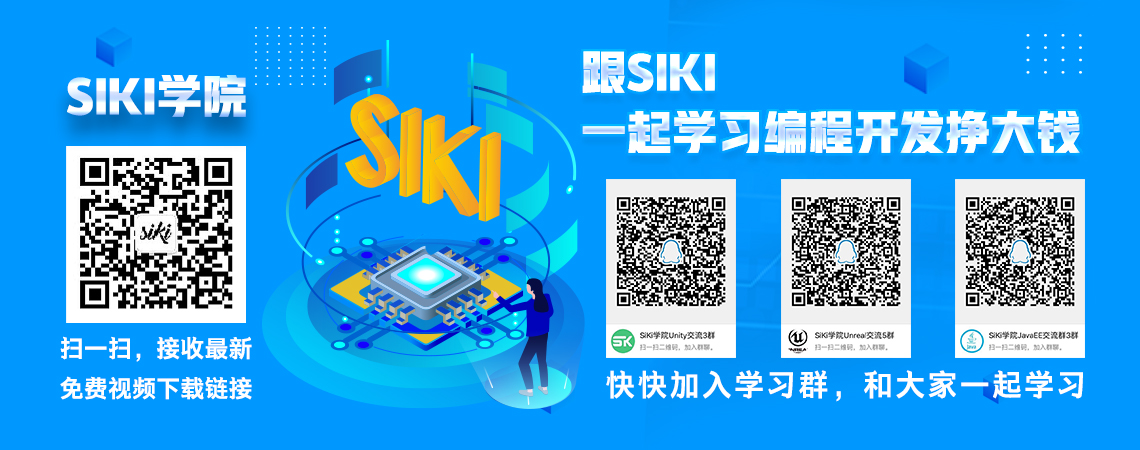 SIKI学院
siki
扫一扫，接收最新
免费视频下载链接
SIKI
跟SIKI
一起学习编程开发挣大钱
SiKi学院Unity交流3群
扫一扫二维码，加入群聊。
SiKi学院Unreal交流5群
扫一扫二维码，加入群聊。
SiKi学院JavaEE交流群3群
扫一扫二维码，加入群聊。
快快加入学习群，和大家一起学习